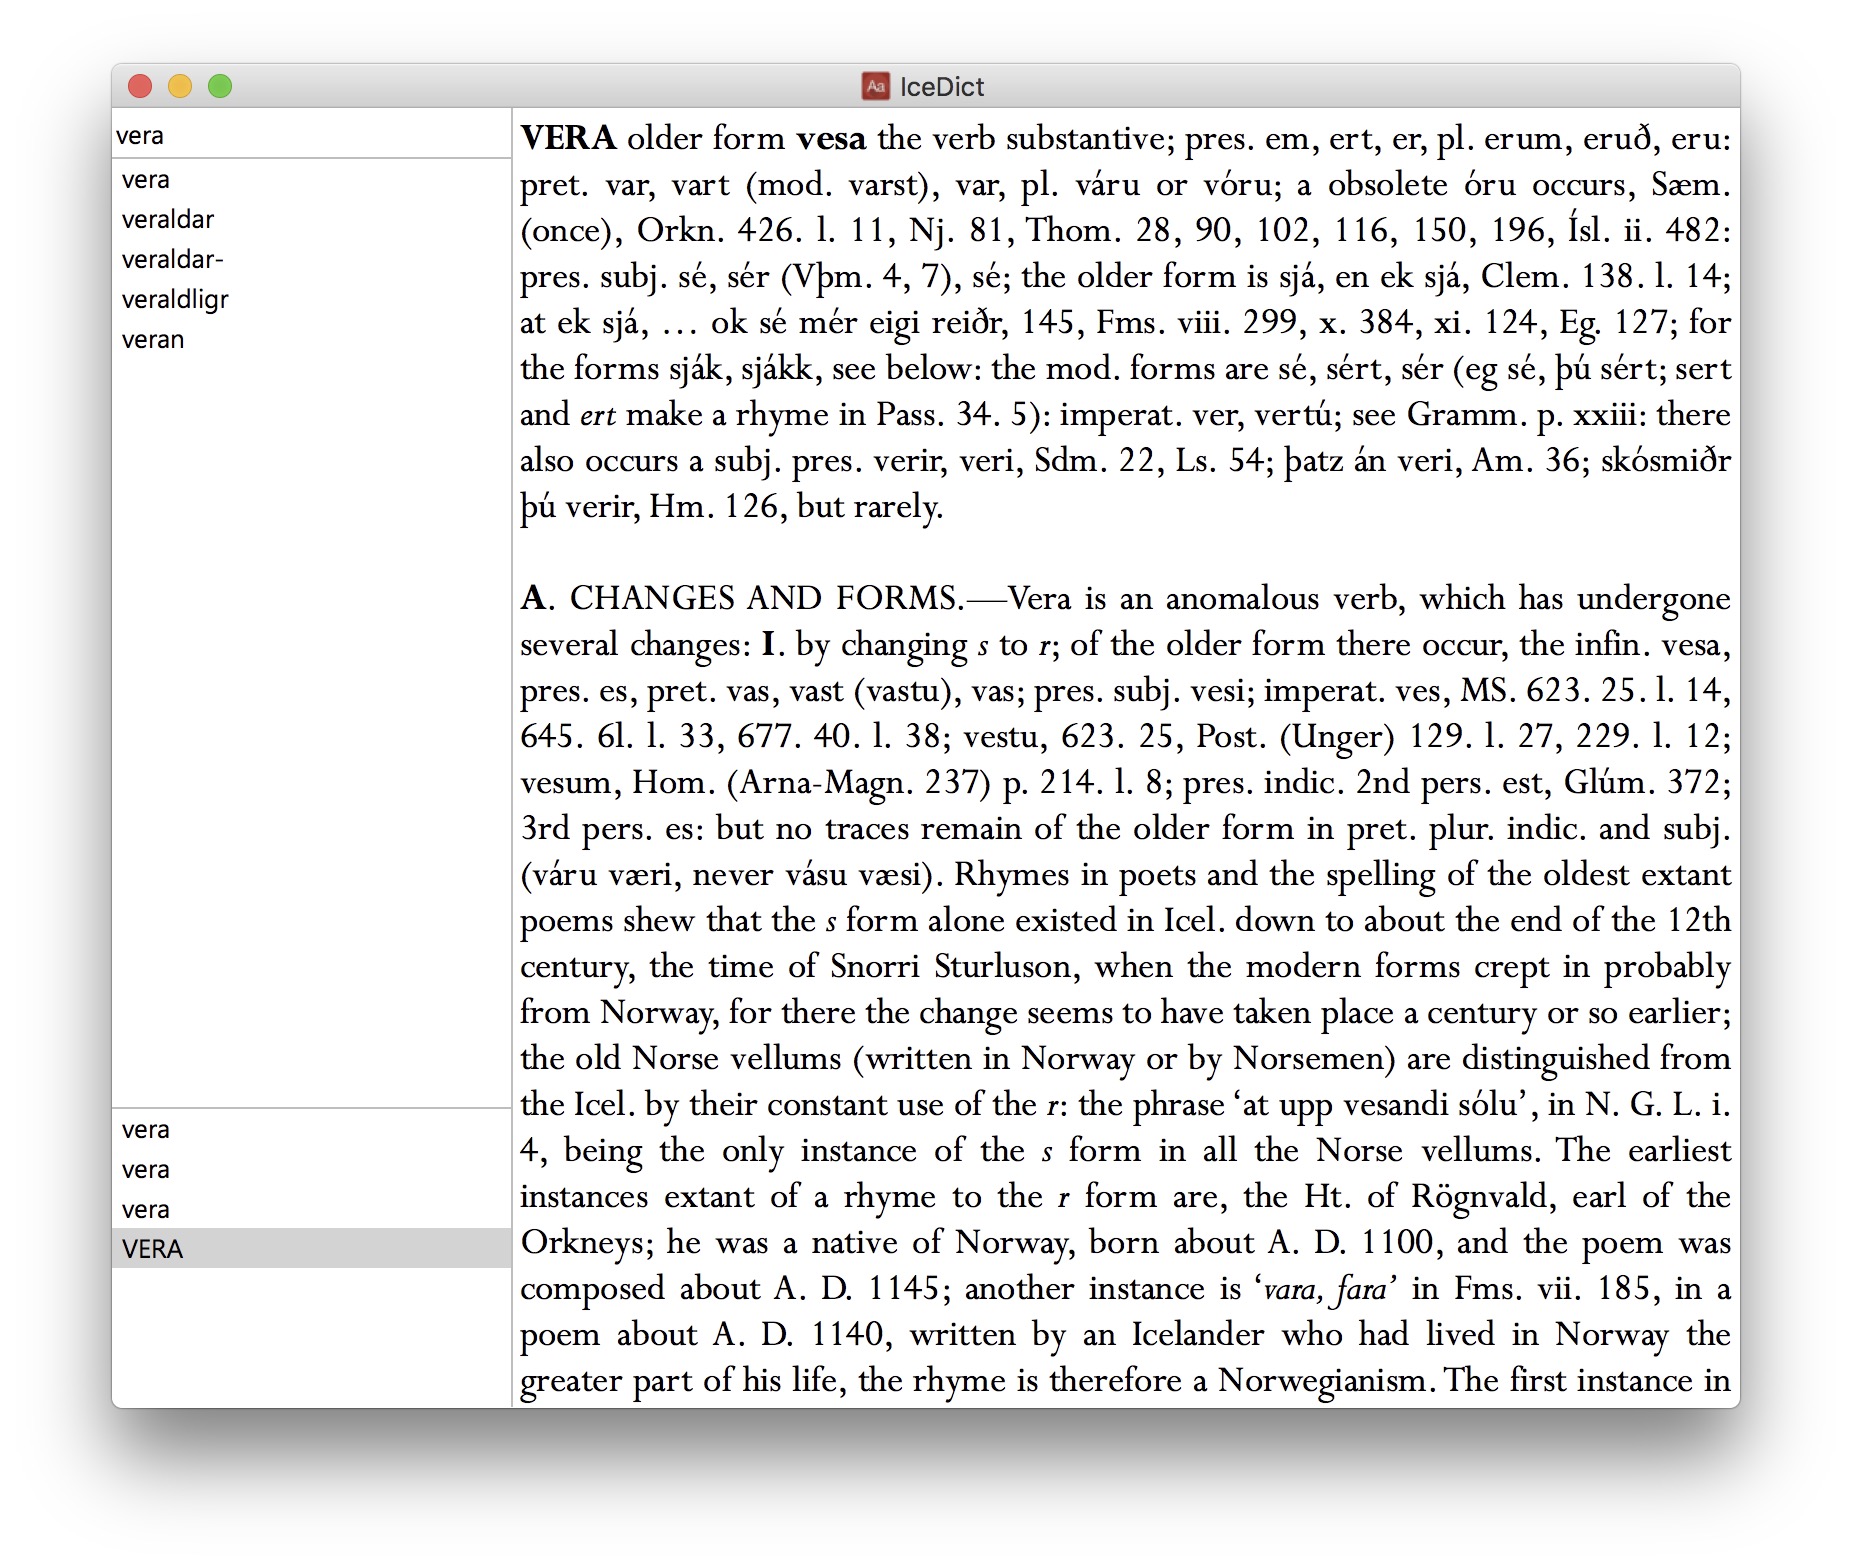 Aa IceDict
vera
vera
veraldar
veraldar-
veraldligr
veran
vera
vera
vera
VERA
VERA older form vesa the verb substantive; pres. em, ert, er, pl. erum, eruð, eru:
pret. var, vart (mod. varst), var, pl. váru or vóru; a obsolete óru occurs, Sæm.
(once), Orkn. 426. l. 11, Nj. 81, Thom. 28, 90, 102, 116, 150, 196, Ísl. ii. 482:
pres. subj. sé, sér (Vþm. 4, 7), sé; the older form is sjá, en ek sjá, Clem. 138. l. 14;
at ek sjá, … ok sé mér eigi reiðr, 145, Fms. viii. 299, x. 384, xi. 124, Eg. 127; for
the forms sják, sjákk, see below: the mod. forms are sé, sért, sér (eg sé, þú sért; sert
and ert make a rhyme in Pass. 34. 5): imperat. ver, vertú; see Gramm. p. xxiii: there
also occurs a subj. pres. verir, veri, Sdm. 22, Ls. 54; þatz án veri, Am. 36; skósmiðr
þú verir, Hm. 126, but rarely.
A. CHANGES AND FORMS.—Vera is an anomalous verb, which has undergone
several changes: I. by changing s to r; of the older form there occur, the infin. vesa,
pres. es, pret. vas, vast (vastu), vas; pres. subj. vesi; imperat. ves, MS. 623. 25. l. 14,
645. 6l. l. 33, 677. 40. l. 38; vestu, 623. 25, Post. (Unger) 129. l. 27, 229. l. 12;
vesum, Hom. (Arna-Magn. 237) p. 214. l. 8; pres. indic. 2nd pers. est, Glúm. 372;
3rd pers. es: but no traces remain of the older form in pret. plur. indic. and subj.
(váru væri, never vásu væsi). Rhymes in poets and the spelling of the oldest extant
poems shew that the s form alone existed in Icel. down to about the end of the 12th
century, the time of Snorri Sturluson, when the modern forms crept in probably
from Norway, for there the change seems to have taken place a century or so earlier;
the old Norse vellums (written in Norway or by Norsemen) are distinguished from
the Icel. by their constant use of the r: the phrase ‘at upp vesandi sólu’, in N. G. L. i.
4, being the only instance of the s form in all the Norse vellums. The earliest
instances extant of a rhyme to the r form are, the Ht. of Rögnvald, earl of the
Orkneys; he was a native of Norway, born about A. D. 1100, and the poem was
composed about A. D. 1145; another instance is ‘vara, fara’ in Fms. vii. 185, in a
poem about A. D. 1140, written by an Icelander who had lived in Norway the
greater part of his life, the rhyme is therefore a Norwegianism. The first instance in